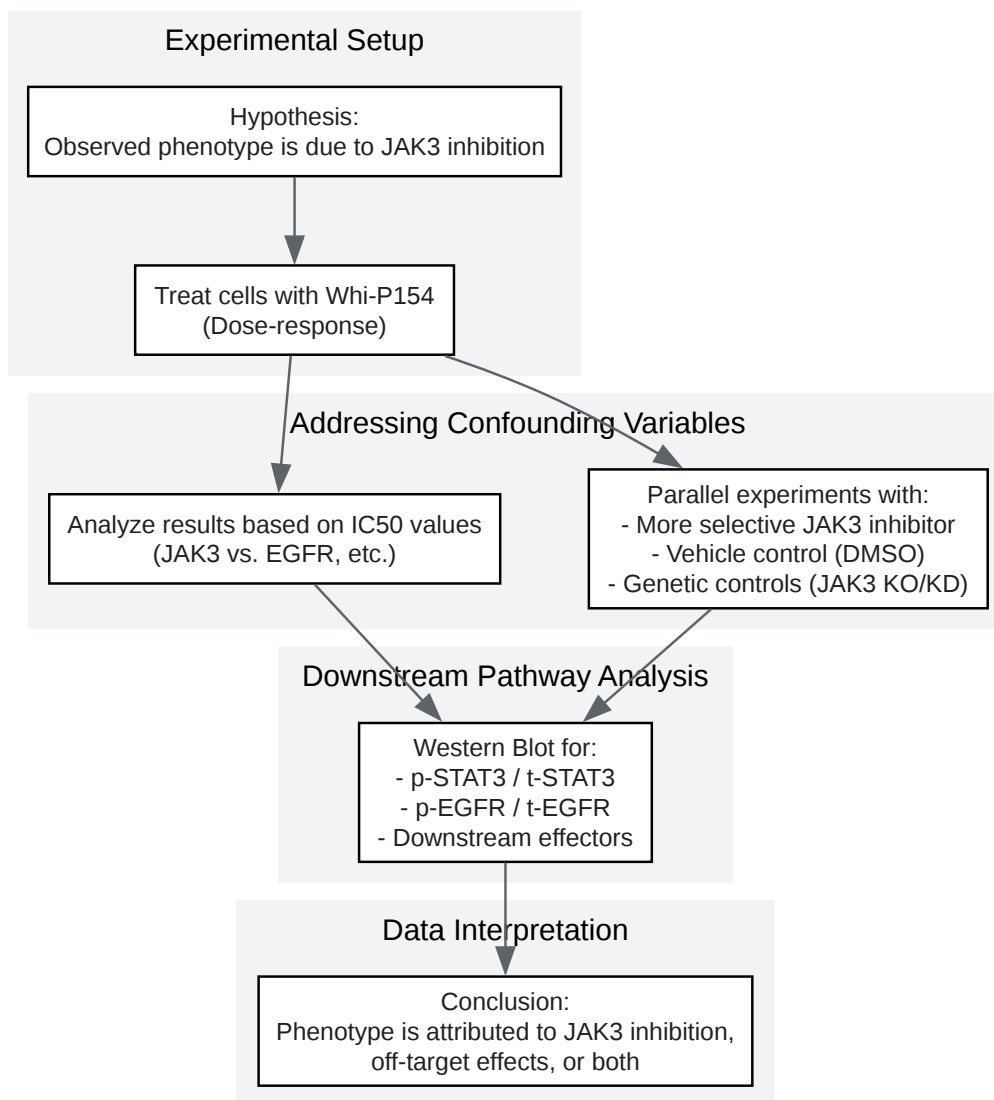 Experimental Setup
Hypothesis:
Observed phenotype is due to JAK3 inhibition
Treat cells with Whi-P154
(Dose-response)
Addressing Confounding Variables
Analyze results based on IC50 values
(JAK3 vs. EGFR, etc.)
Parallel experiments with:
- More selective JAK3 inhibitor
- Vehicle control (DMSO)
- Genetic controls (JAK3 KO/KD)
Downstream Pathway Analysis
Western Blot for:
- p-STAT3 / t-STAT3
- p-EGFR / t-EGFR
- Downstream effectors
Data Interpretation
Conclusion:
Phenotype is attributed to JAK3 inhibition,
off-target effects, or both